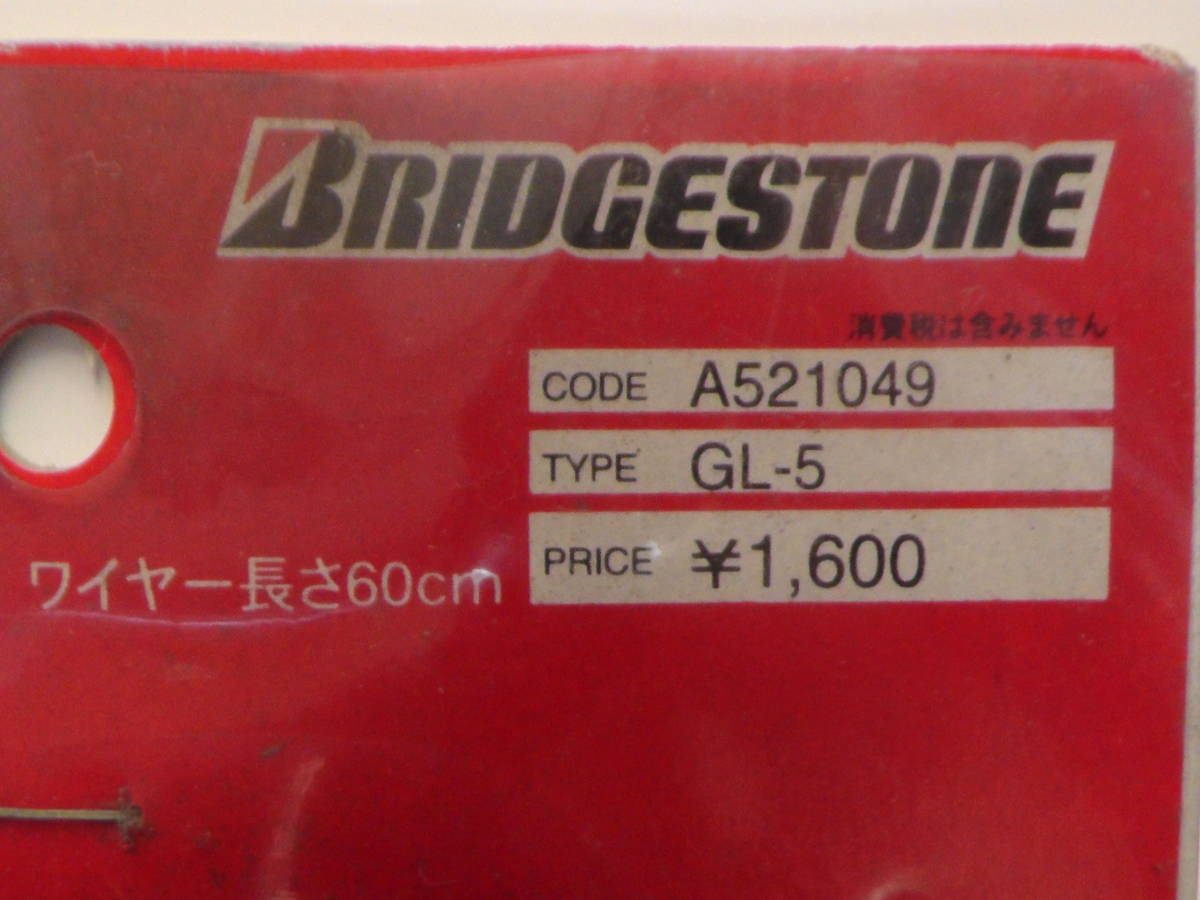 BRIDGESTONE
消費税は含みません
CODE A521049
TYPE GL-5
PRICE ¥1,600
ワイヤー長さ60cm